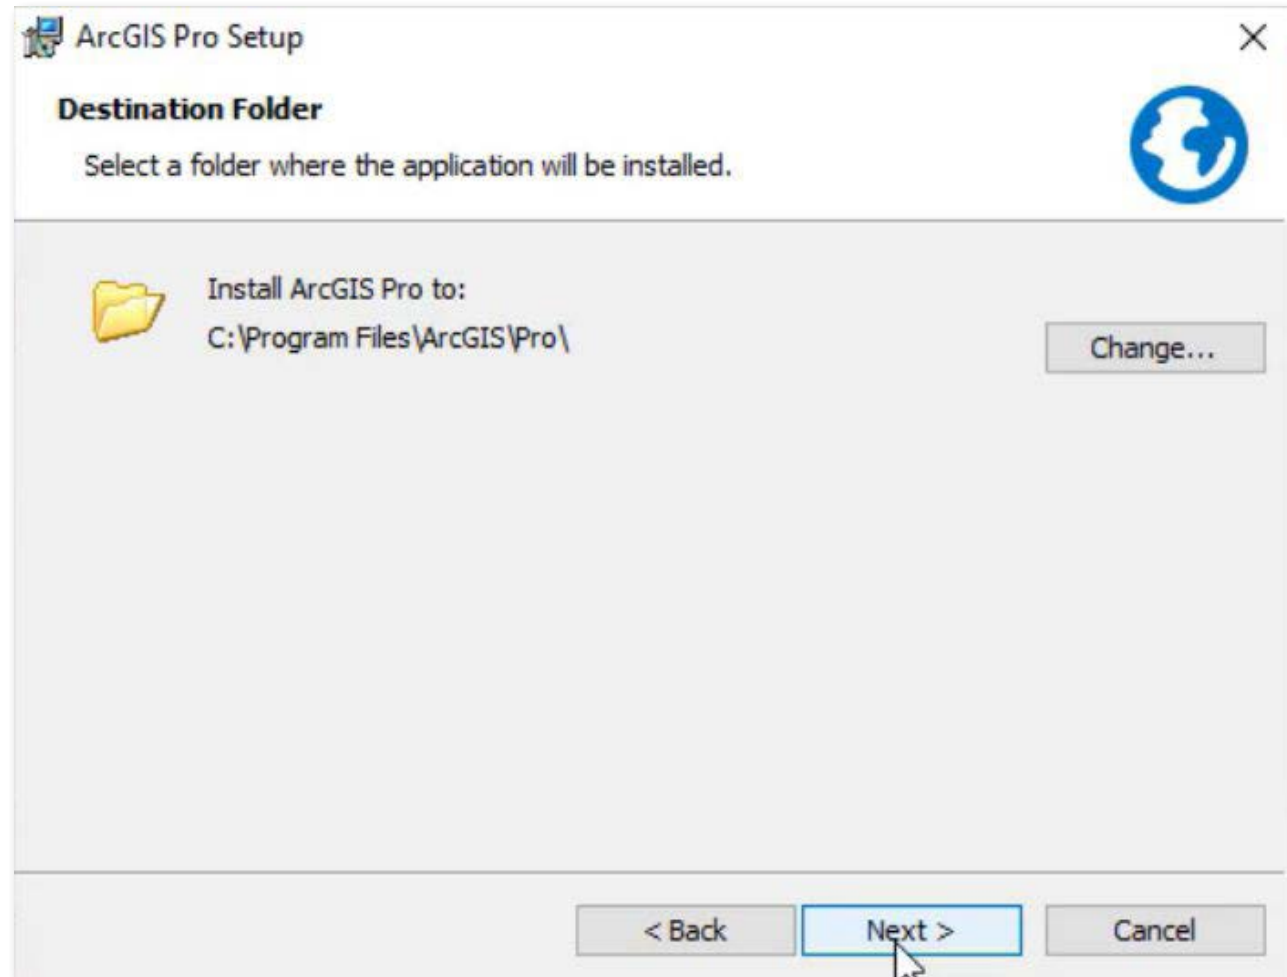 ArcGIS Pro Setup
Destination Folder
Select a folder where the application will be installed.
Install ArcGIS Pro to:
C:\Program Files\ArcGIS\Pro\
Change...
< Back
Next >
Cancel